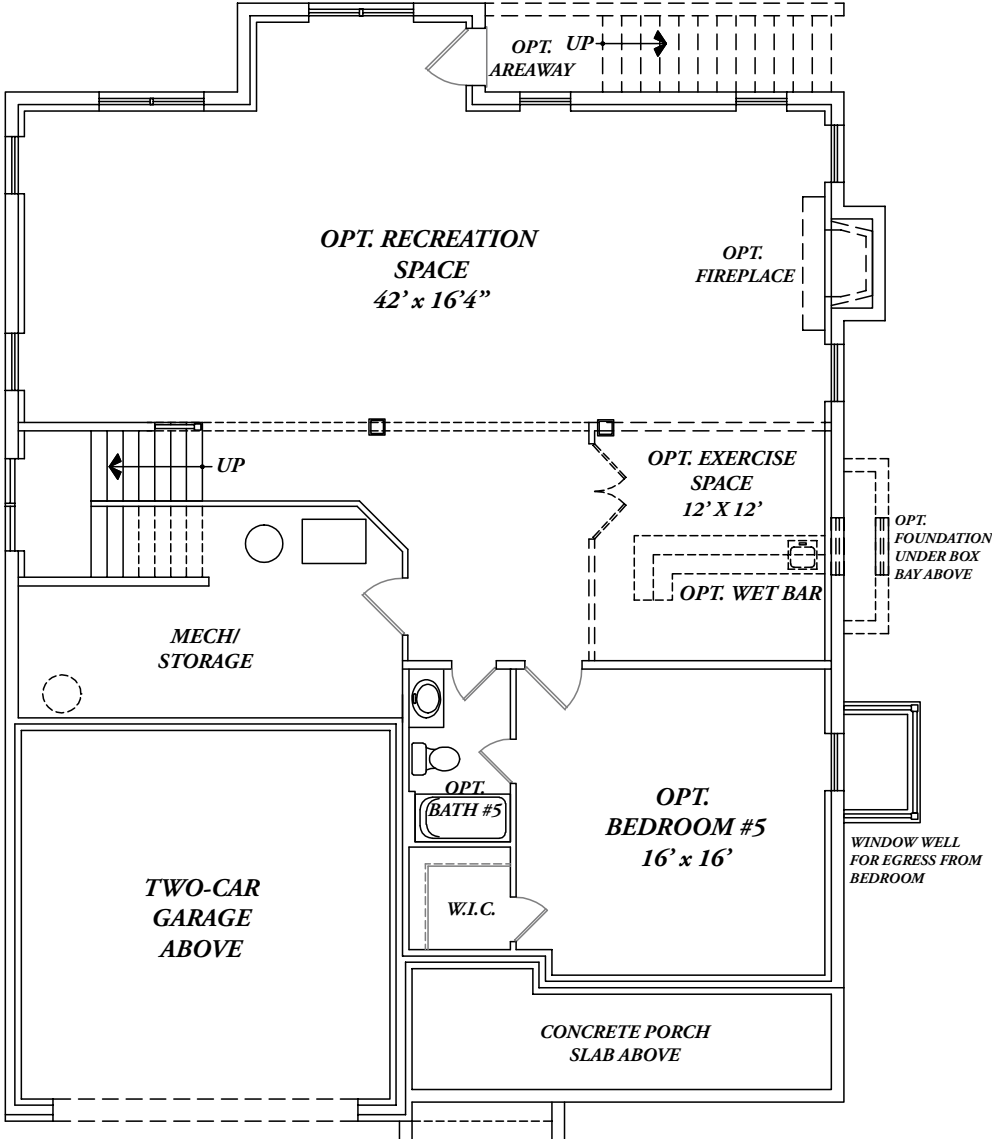 OPT.
AREAWAY
UP
OPT. RECREATION
SPACE
42’ x 16’4”
OPT.
FIREPLACE
UP
OPT. EXERCISE
SPACE
12’ X 12’
OPT.
FOUNDATION
UNDER BOX
BAY ABOVE
OPT. WET BAR
MECH/
STORAGE
OPT.
BATH #5
OPT.
BEDROOM #5
16’ x 16’
WINDOW WELL
FOR EGRESS FROM
BEDROOM
TWO-CAR
GARAGE
ABOVE
W.I.C.
CONCRETE PORCH
SLAB ABOVE